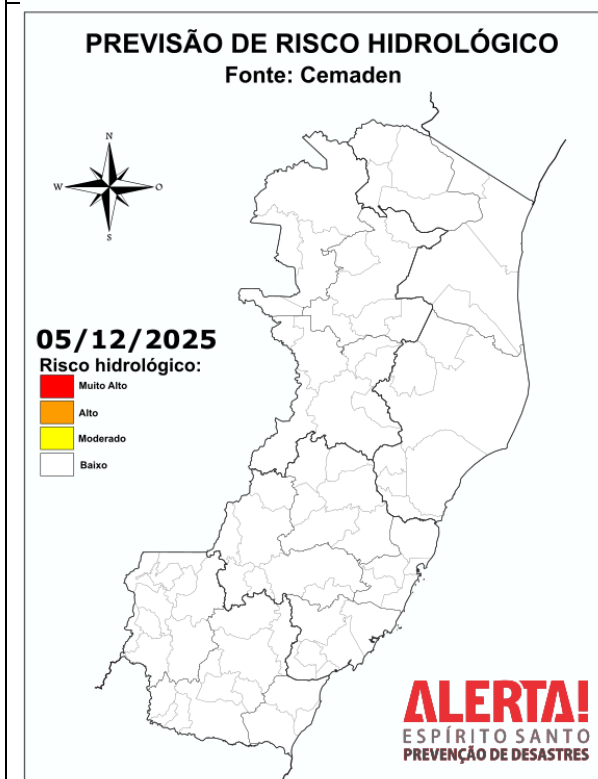 PREVISÃO DE RISCO HIDROLÓGICO
Fonte: Cemaden
N
W
O
S
05/12/2025
Risco hidrológico:
Muito Alto
Alto
Moderado
Baixo
ALERTA!
ESPÍRITO SANTO
PREVENÇÃO DE DESASTRES